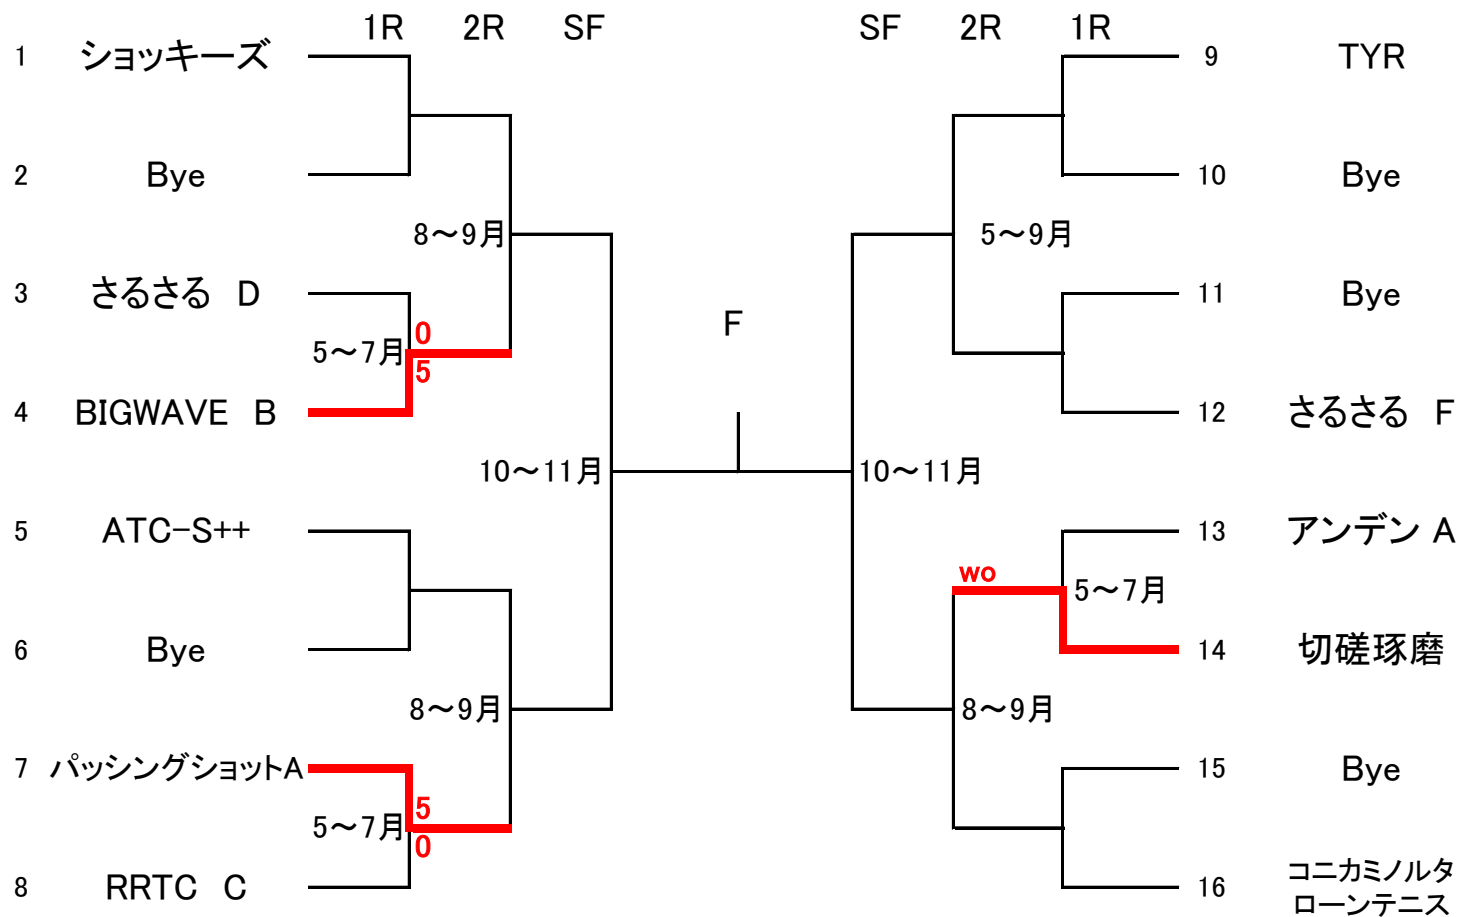 1R 2R SF SF 2R 1R
1 ショッキーズ 9 TYR
2 Bye 10 Bye
8～9月 5～9月
3 さるさる D 11 Bye
F
0
5～7月
5
4 BIGWAVE B 12 さるさる F
10～11月 10～11月
5 ATC-S++ 13 アンデン A
wo
5～7月
6 Bye 14 切磋琢磨
8～9月 8～9月
7 パッシングショットA 15 Bye
5
5～7月
0
8 RRTC C 16 コニカミノルタ
ローンテニス